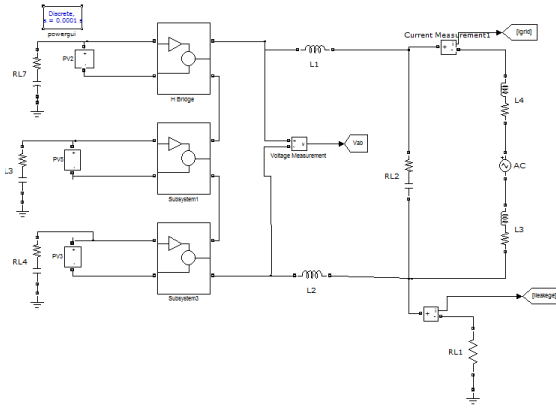 Discrete,
s = 0.0001 s
powergui
Current Measurement1
[Igrid]
RL7
PV2
H Bridge
L1
L4
L3
PV5
Subsystem1
Voltage Measurement
Vab
RL2
AC
RL4
PV3
Subsystem3
L2
L3
[Ileakege]
RL1